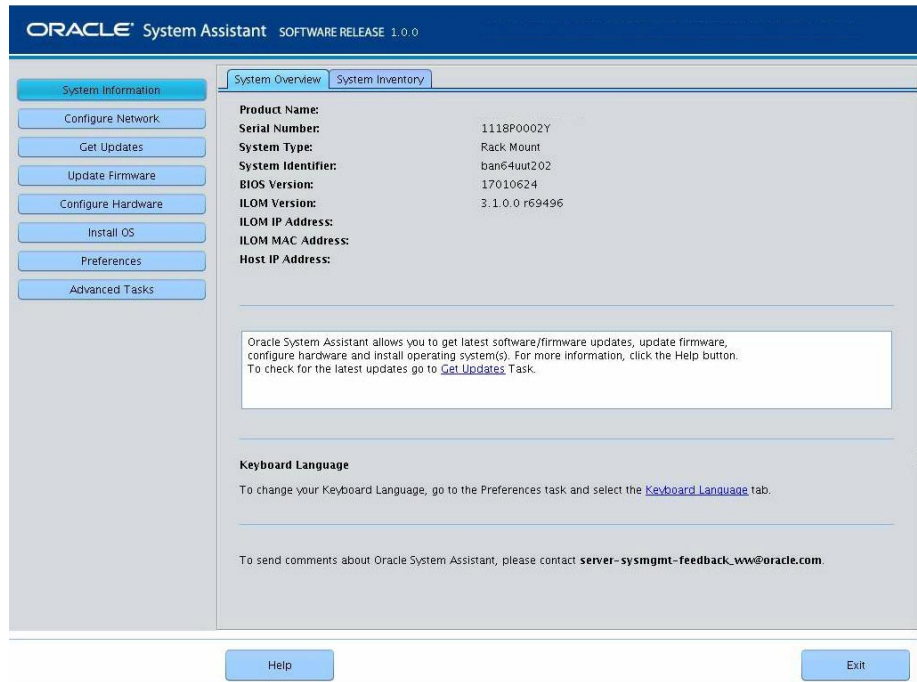 ORACLE System Assistant SOFTWARE RELEASE 1.0.0
System Information
Configure Network
Get Updates
Update Firmware
Configure Hardware
Install OS
Preferences
Advanced Tasks
System Overview System Inventory
Product Name:
Serial Number: 1118P0002Y
System Type: Rack Mount
System Identifier: ban64uut202
BIOS Version: 17010624
ILOM Version: 3.1.0.0 r69496
ILOM IP Address:
ILOM MAC Address:
Host IP Address:
Oracle System Assistant allows you to get latest software/firmware updates, update firmware,
configure hardware and install operating system(s). For more information, click the Help button.
To check for the latest updates go to Get Updates Task.
Keyboard Language
To change your Keyboard Language, go to the Preferences task and select the Keyboard Language tab.
To send comments about Oracle System Assistant, please contact server-sysmgmt-feedback_ww@oracle.com.
Help Exit